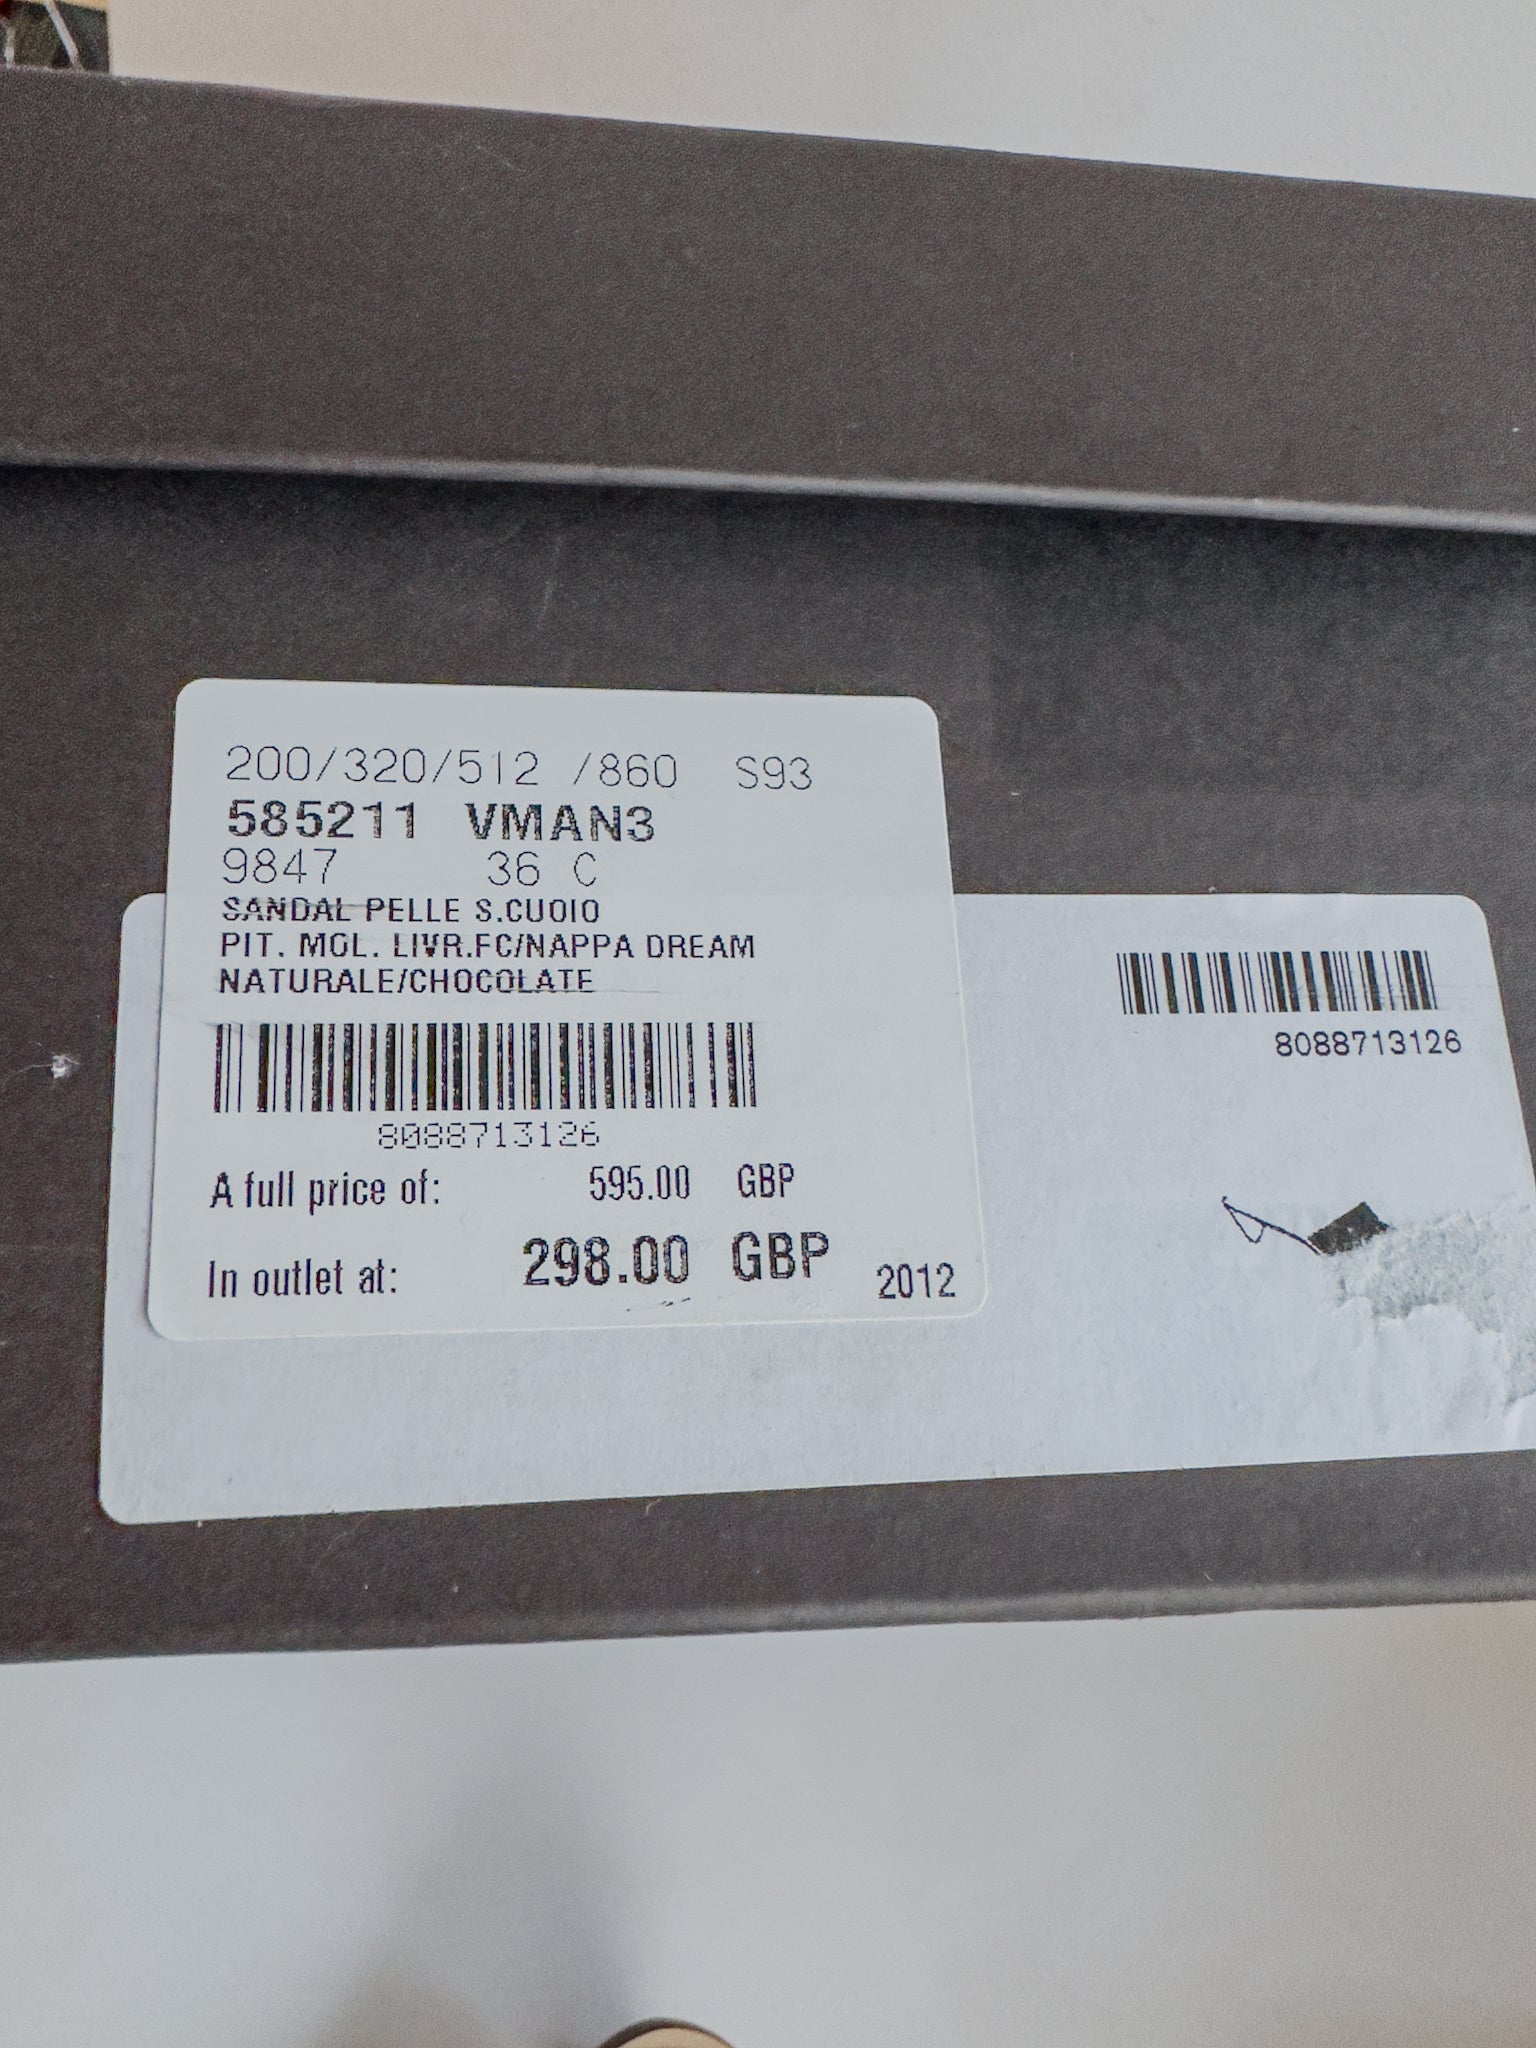 200/320/512 /860 S93
585211 VMAN3
9847 36 C
SANDAL PELLE S.CUOIO
PIT. MOL. LIVR.FC/NAPPA DREAM
NATURALE/CHOCOLATE
8088713126
A full price of: 595.00 GBP
In outlet at: 298.00 GBP 2012
8088713126